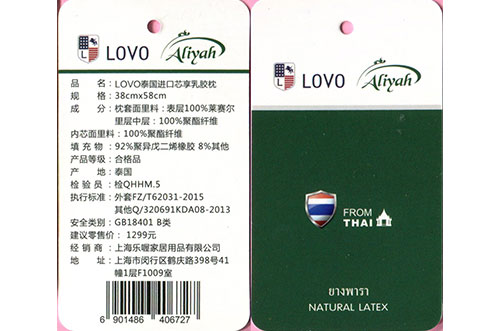 L LOVO Aliyah
品 名：LOVO泰国进口芯享乳胶枕
规 格：38cmx58cm
成 分：枕套面里料：表层100%莱赛尔
里层中层：100%聚酯纤维
内芯面里料：100%聚酯纤维
填 充 物：92%聚异戊二烯橡胶 8%其他
产品等级：合格品
产 地：泰国
检 验 员：检QHHM.5
执行标准：外套FZ/T62031-2015
其他Q/320691KDA08-2013
安全类别：GB18401 B类
建议零售价：1299元
经 销 商：上海乐喔家居用品有限公司
地 址：上海市闵行区鹤庆路398号41
幢1层F1009室
6 901486 406727
L LOVO Aliyah
FROM
THAI
ยางพารา
NATURAL LATEX